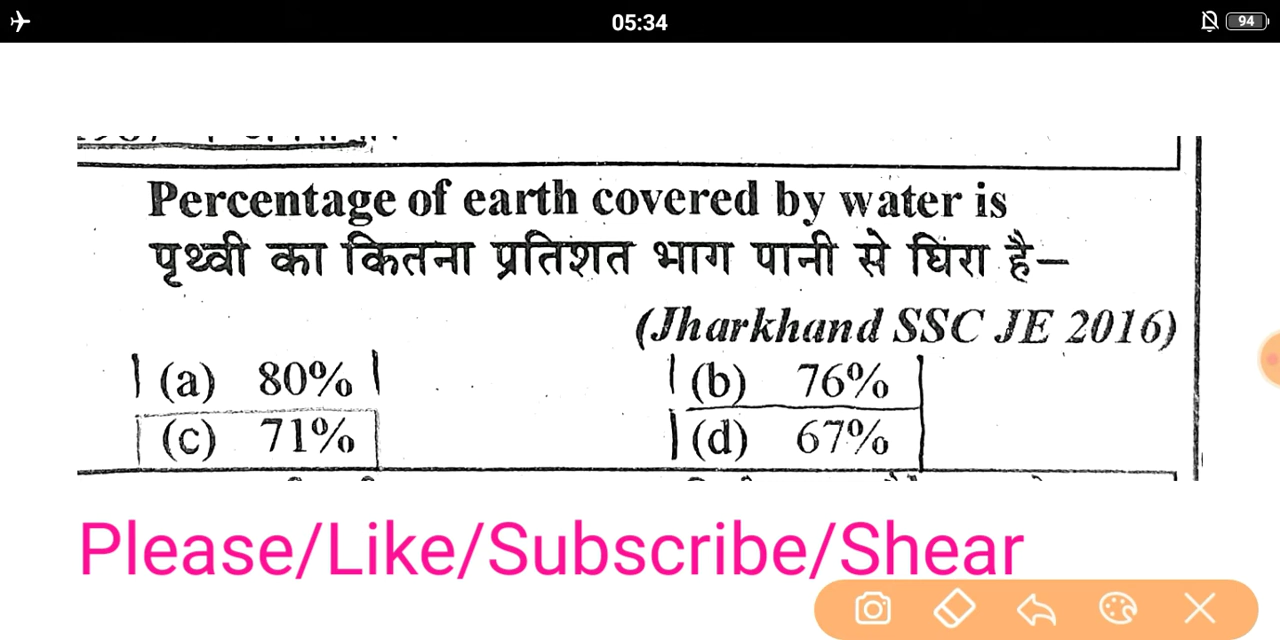 05:34
94
Percentage of earth covered by water is
पृथ्वी का कितना प्रतिशत भाग पानी से घिरा है–
(Jharkhand SSC JE 2016)
(a) 80% (b) 76%
(c) 71% (d) 67%
Please/Like/Subscribe/Shear